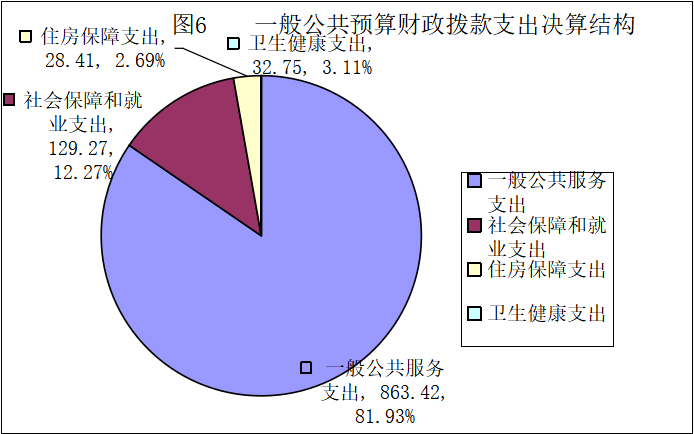 图6 一般公共预算财政拨款支出决算结构
住房保障支出,
28.41, 2.69%
卫生健康支出,
32.75, 3.11%
社会保障和就
业支出,
129.27,
12.27%
一般公共服务
支出
社会保障和就
业支出
住房保障支出
卫生健康支出
一般公共服务
支出, 863.42,
81.93%